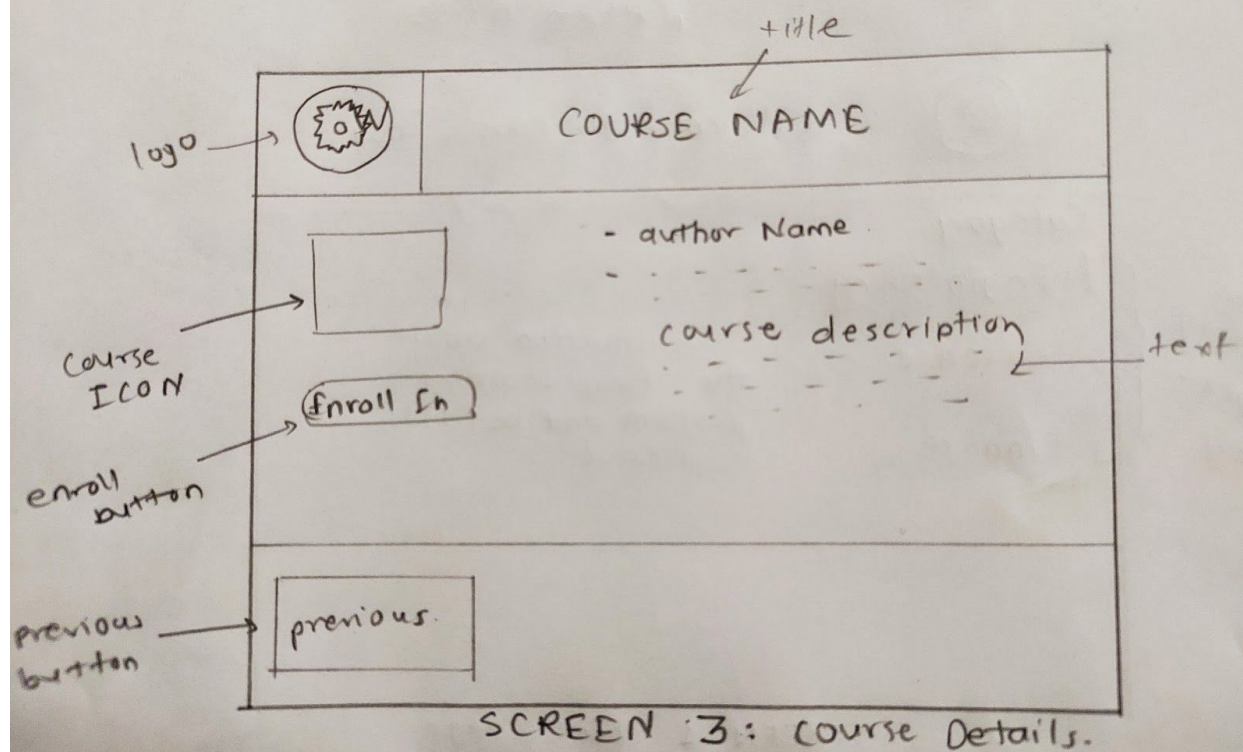 title
logo
COURSE NAME
- author Name
course description
text
course
ICON
Enroll In
enroll
button
previous.
previous
button
SCREEN :3: Course Details.